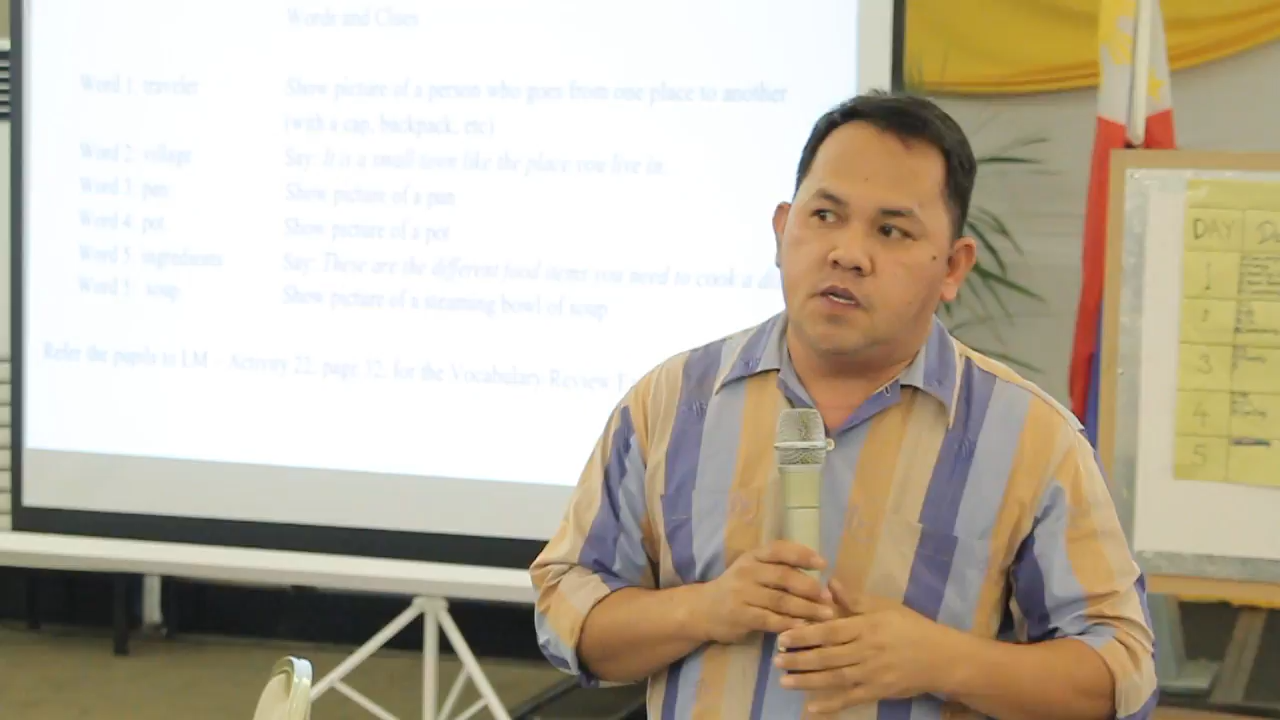 Words and Clues
Word 1: traveler Show picture of a person who goes from one place to another
(with a cap, backpack, etc)
Word 2: village Say: It is a small town like the place you live in.
Word 3: pan Show picture of a pan
Word 4: pot Show picture of a pot
Word 5: ingredients Say: These are the different food items you need to cook a
Word 5: soup Show picture of a steaming bowl of soup
Refer the pupils to LM – Activity 22, page 32, for the Vocabulary Review
DAY
1
2
3
4
5